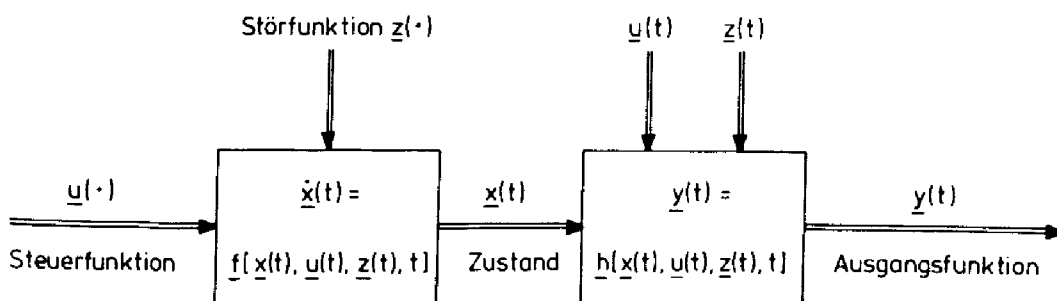 Störfunktion z(·)
u(t)
z(t)
u(·)
Steuerfunktion
ẋ(t) =
f[x(t), u(t), z(t), t]
x(t)
Zustand
y(t) =
h[x(t), u(t), z(t), t]
y(t)
Ausgangsfunktion